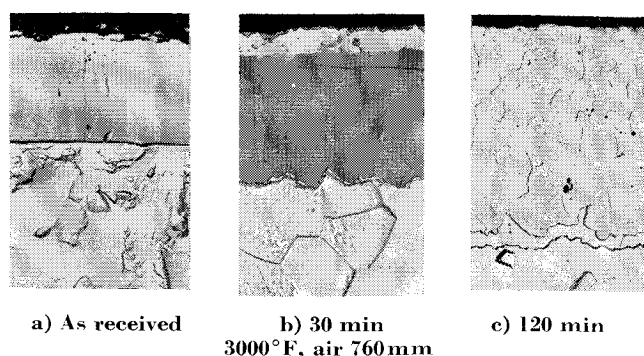 a) As received
b) 30 min
c) 120 min
3000°F, air 760mm